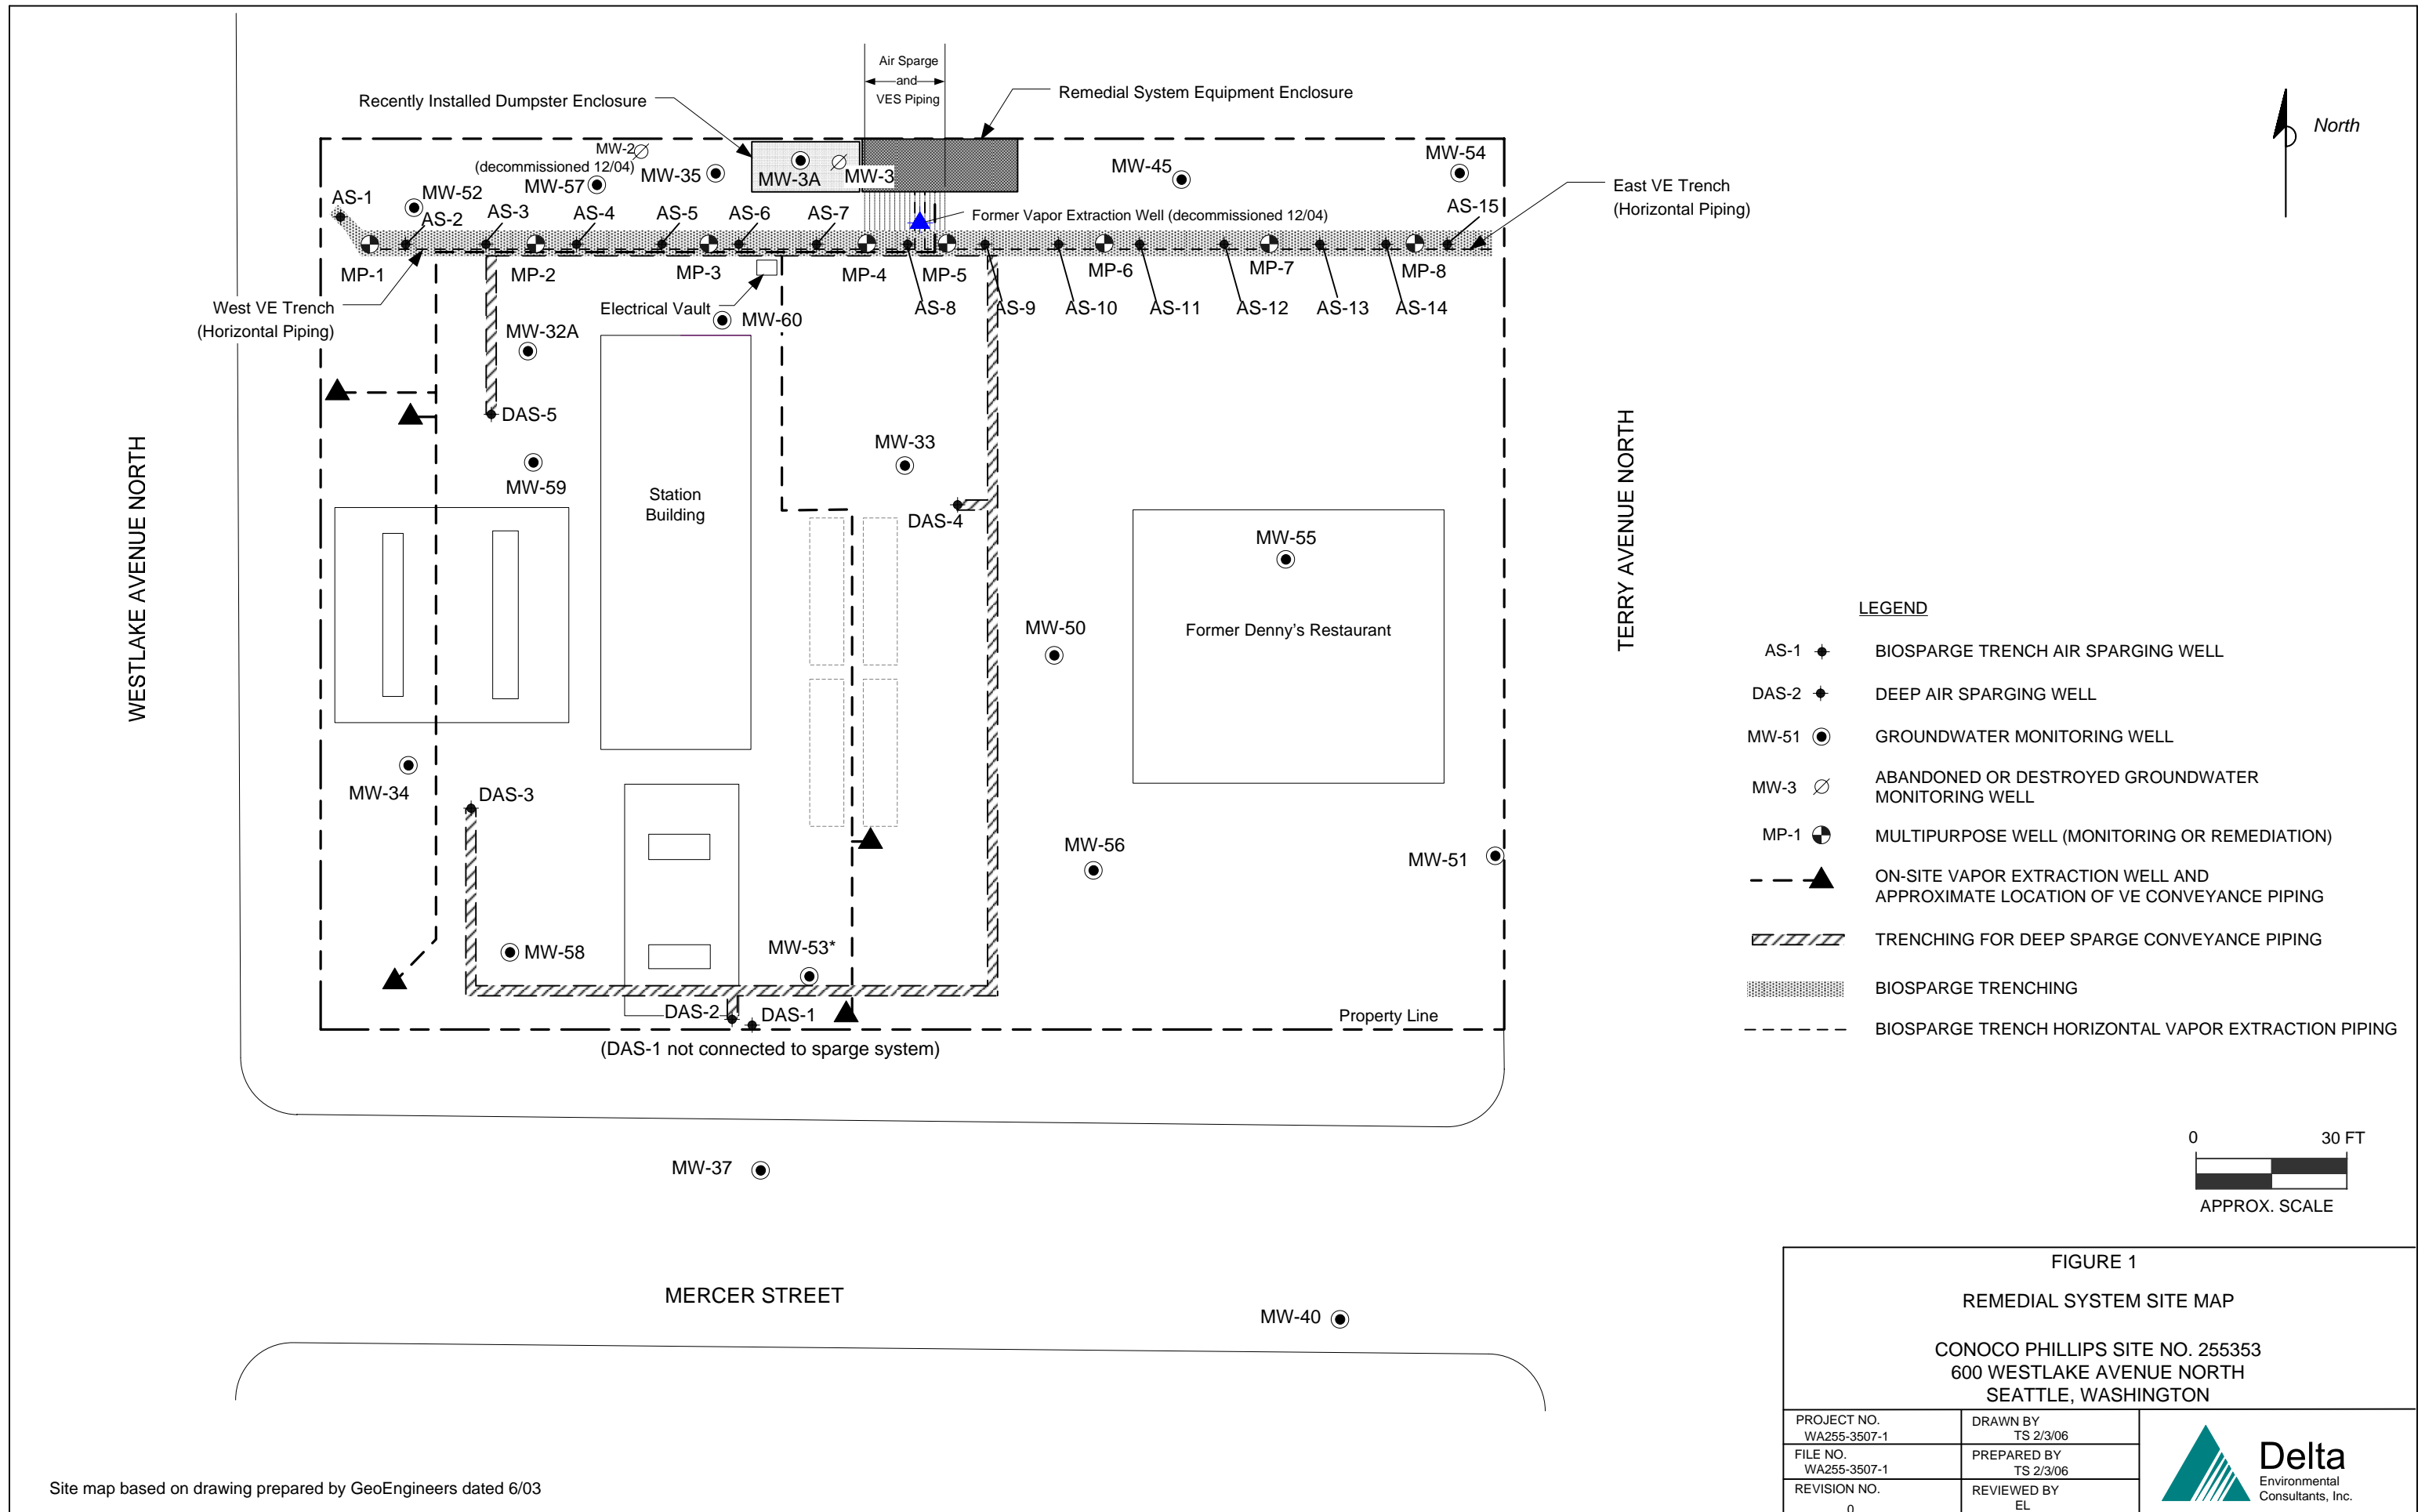 Air Sparge
and
VES Piping
Recently Installed Dumpster Enclosure
Remedial System Equipment Enclosure
North
MW-2
(decommissioned 12/04)
MW-57
MW-35
MW-3A
MW-3
MW-45
MW-54
East VE Trench
(Horizontal Piping)
AS-1
MW-52
AS-2
AS-3
AS-4
AS-5
AS-6
AS-7
Former Vapor Extraction Well (decommissioned 12/04)
AS-15
MP-1
MP-2
MP-3
MP-4
MP-5
MP-6
MP-7
MP-8
West VE Trench
(Horizontal Piping)
Electrical Vault
MW-60
AS-8
AS-9
AS-10
AS-11
AS-12
AS-13
AS-14
MW-32A
DAS-5
MW-59
MW-33
DAS-4
Station
Building
WESTLAKE AVENUE NORTH
TERRY AVENUE NORTH
MW-55
Former Denny's Restaurant
MW-50
MW-34
DAS-3
MW-56
MW-51
MW-58
MW-53*
DAS-2
DAS-1
Property Line
(DAS-1 not connected to sparge system)
MW-37
MERCER STREET
MW-40
LEGEND
AS-1 BIOSPARGE TRENCH AIR SPARGING WELL
DAS-2 DEEP AIR SPARGING WELL
MW-51 GROUNDWATER MONITORING WELL
MW-3 ABANDONED OR DESTROYED GROUNDWATER
MONITORING WELL
MP-1 MULTIPURPOSE WELL (MONITORING OR REMEDIATION)
ON-SITE VAPOR EXTRACTION WELL AND
APPROXIMATE LOCATION OF VE CONVEYANCE PIPING
TRENCHING FOR DEEP SPARGE CONVEYANCE PIPING
BIOSPARGE TRENCHING
BIOSPARGE TRENCH HORIZONTAL VAPOR EXTRACTION PIPING
0 30 FT
APPROX. SCALE
FIGURE 1
REMEDIAL SYSTEM SITE MAP
CONOCO PHILLIPS SITE NO. 255353
600 WESTLAKE AVENUE NORTH
SEATTLE, WASHINGTON
PROJECT NO.
WA255-3507-1
DRAWN BY
TS 2/3/06
FILE NO.
WA255-3507-1
PREPARED BY
TS 2/3/06
REVISION NO.
0
REVIEWED BY
EL
Delta
Environmental
Consultants, Inc.
Site map based on drawing prepared by GeoEngineers dated 6/03